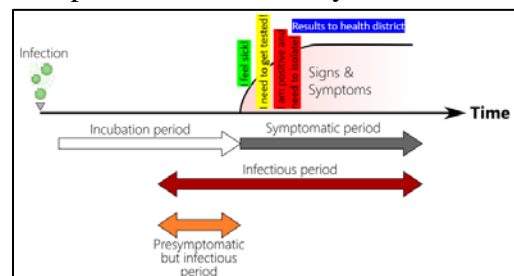 Results to health district
Infection
I feel sick!
I need to get tested!
I am positive and
need to isolate!
Signs &
Symptoms
Time
Incubation period
Symptomatic period
Infectious period
Presymptomatic
but infectious
period